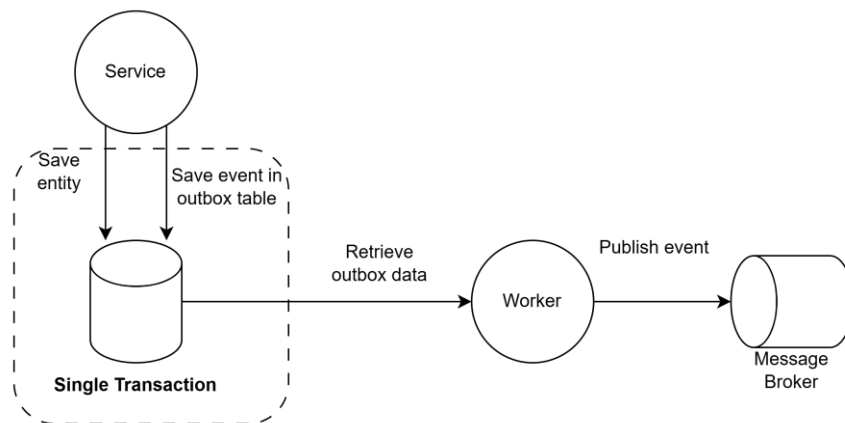 Service
Save
entity
Save event in
outbox table
Single Transaction
Retrieve
outbox data
Worker
Publish event
Message
Broker